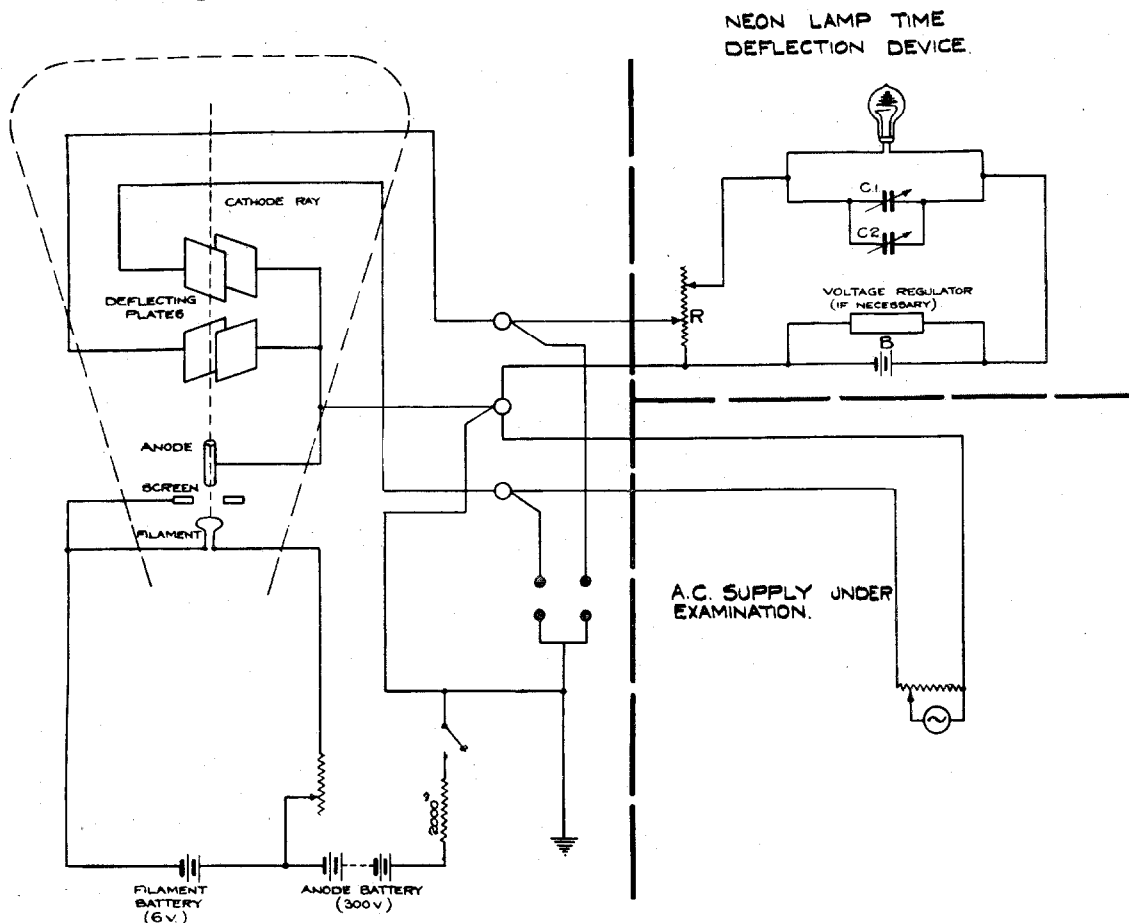 NEON LAMP TIME
DEFLECTION DEVICE.
CATHODE RAY
C.1
C2
DEFLECTING
PLATES
VOLTAGE REGULATOR
(IF NECESSARY)
R
B
ANODE
SCREEN
FILAMENT
A.C. SUPPLY UNDER
EXAMINATION.
2000
FILAMENT
BATTERY
(6V.)
ANODE BATTERY
(300V)